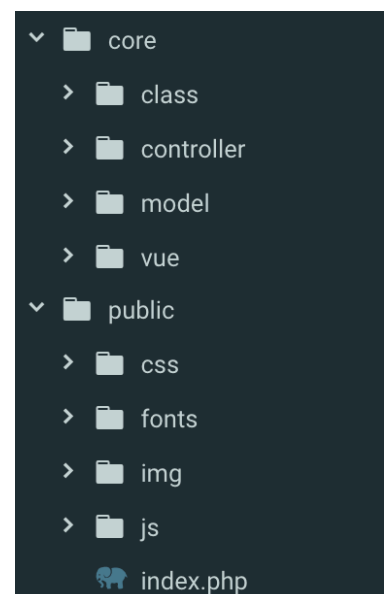 core
class
controller
model
vue
public
css
fonts
img
js
index.php